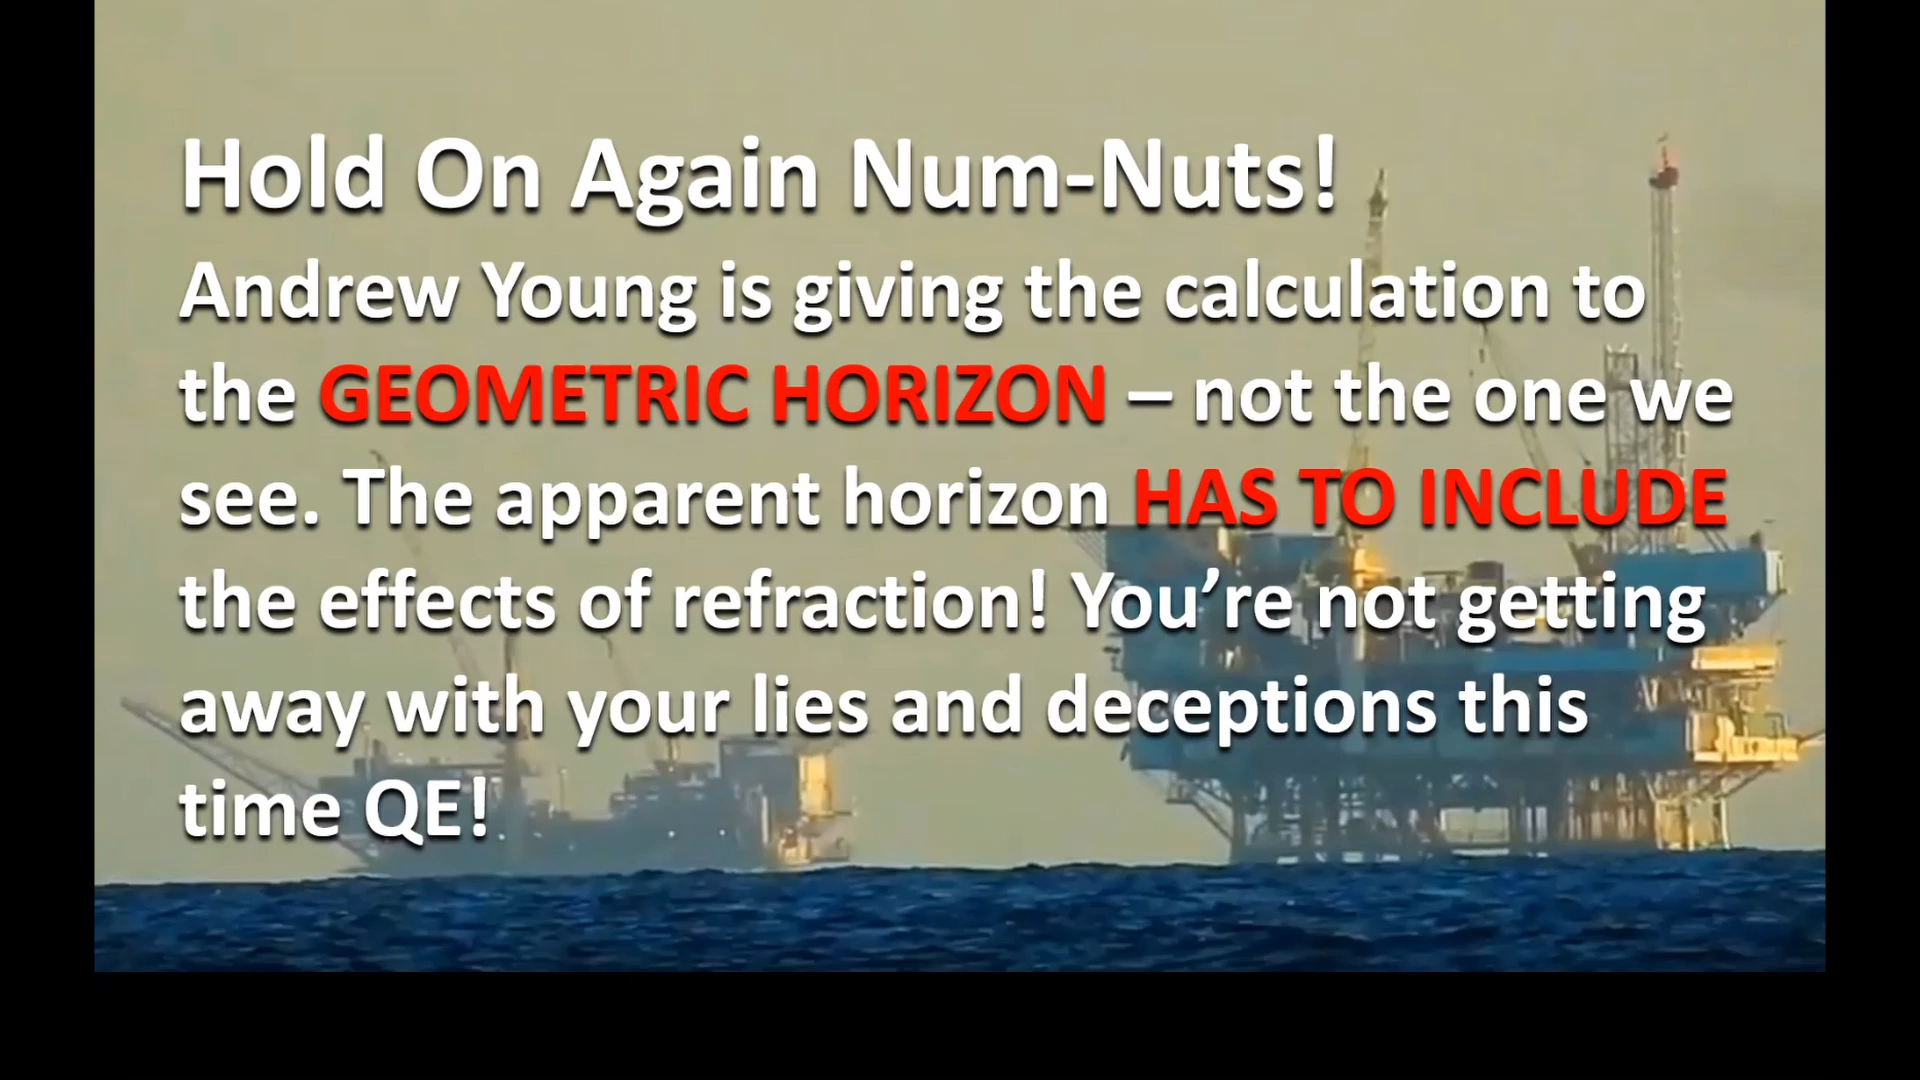 Hold On Again Num-Nuts!
Andrew Young is giving the calculation to
the GEOMETRIC HORIZON – not the one we
see. The apparent horizon HAS TO INCLUDE
the effects of refraction! You’re not getting
away with your lies and deceptions this
time QE!